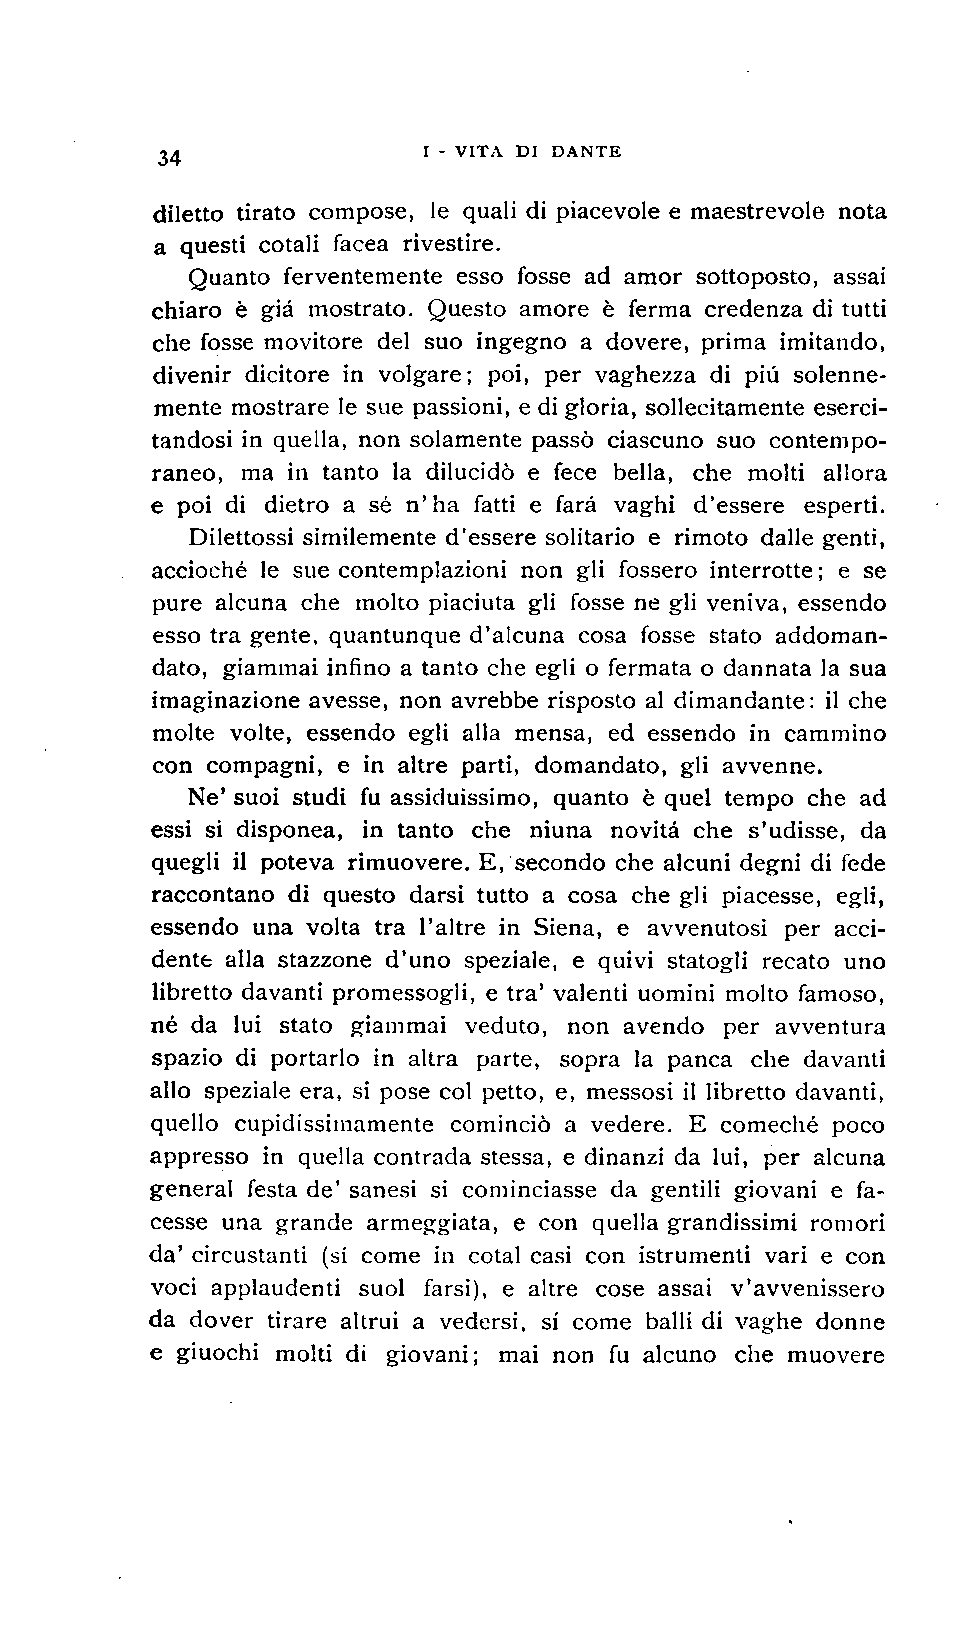 34
I - VITA DI DANTE
diletto tirato compose, le quali di piacevole e maestrevole nota
a questi cotali facea rivestire.
Quanto ferventemente esso fosse ad amor sottoposto, assai
chiaro è giá mostrato. Questo amore è ferma credenza di tutti
che fosse movitore del suo ingegno a dovere, prima imitando,
divenir dicitore in volgare; poi, per vaghezza di piú solenne-
mente mostrare le sue passioni, e di gloria, sollecitamente eserci-
tandosi in quella, non solamente passò ciascuno suo contempo-
raneo, ma in tanto la dilucidò e fece bella, che molti allora
e poi di dietro a sé n'ha fatti e fará vaghi d'essere esperti.
Dilettossi similemente d'essere solitario e rimoto dalle genti,
accioché le sue contemplazioni non gli fossero interrotte; e se
pure alcuna che molto piaciuta gli fosse ne gli veniva, essendo
esso tra gente, quantunque d'alcuna cosa fosse stato addoman-
dato, giammai infino a tanto che egli o fermata o dannata la sua
imaginazione avesse, non avrebbe risposto al dimandante: il che
molte volte, essendo egli alla mensa, ed essendo in cammino
con compagni, e in altre parti, domandato, gli avvenne.
Ne' suoi studi fu assiduissimo, quanto è quel tempo che ad
essi si disponea, in tanto che niuna novitá che s'udisse, da
quegli il poteva rimuovere. E, secondo che alcuni degni di fede
raccontano di questo darsi tutto a cosa che gli piacesse, egli,
essendo una volta tra l'altre in Siena, e avvenutosi per acci-
dente alla stazzone d'uno speziale, e quivi statogli recato uno
libretto davanti promessogli, e tra' valenti uomini molto famoso,
né da lui stato giammai veduto, non avendo per avventura
spazio di portarlo in altra parte, sopra la panca che davanti
allo speziale era, si pose col petto, e, messosi il libretto davanti,
quello cupidissimamente cominciò a vedere. E comeché poco
appresso in quella contrada stessa, e dinanzi da lui, per alcuna
general festa de' sanesi si cominciasse da gentili giovani e fa-
cesse una grande armeggiata, e con quella grandissimi romori
da' circustanti (sí come in cotal casi con istrumenti vari e con
voci applaudenti suol farsi), e altre cose assai v'avvenissero
da dover tirare altrui a vedersi, sí come balli di vaghe donne
e giuochi molti di giovani; mai non fu alcuno che muovere